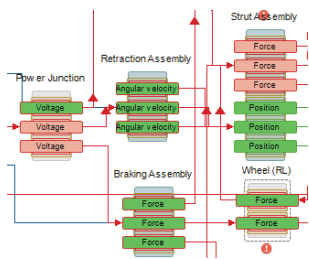 Strut Assembly
Force
Force
Force
Position
Position
Position
Retraction Assembly
Angular velocity
Angular velocity
Angular velocity
Power Junction
Voltage
Voltage
Voltage
Braking Assembly
Force
Force
Force
Wheel (RL)
Force
Force